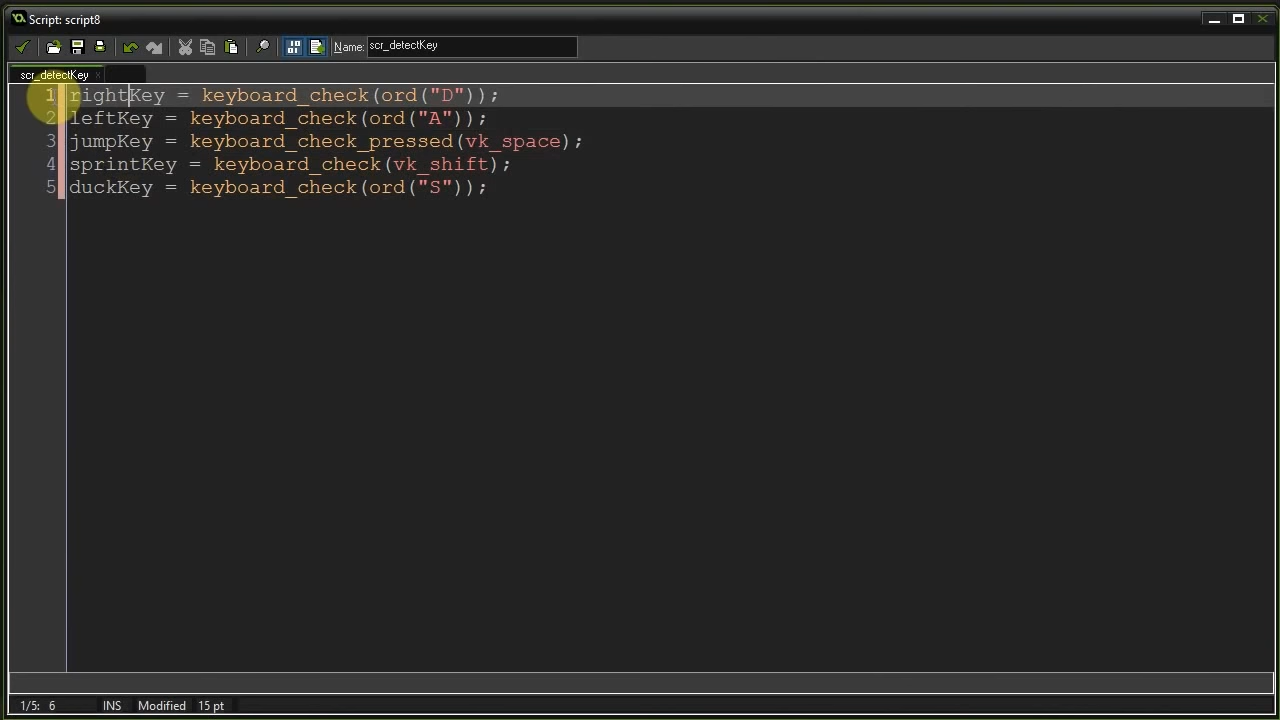 Script: script8
Name: scr_detectKey
scr_detectKey ×
1 rightKey = keyboard_check(ord("D"));
2 leftKey = keyboard_check(ord("A"));
3 jumpKey = keyboard_check_pressed(vk_space);
4 sprintKey = keyboard_check(vk_shift);
5 duckKey = keyboard_check(ord("S"));
1/5: 6 INS Modified 15 pt